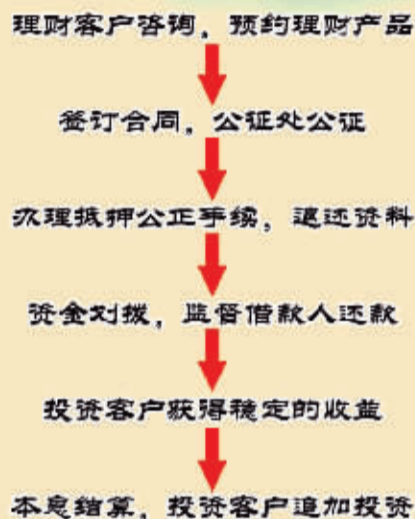 理财客户咨询，预约理财产品
签订合同，公证处公证
办理抵押公正手续，退还资料
资金划拨，监督借款人还款
投资客户获得稳定的收益
本息结算，投资客户追加投资